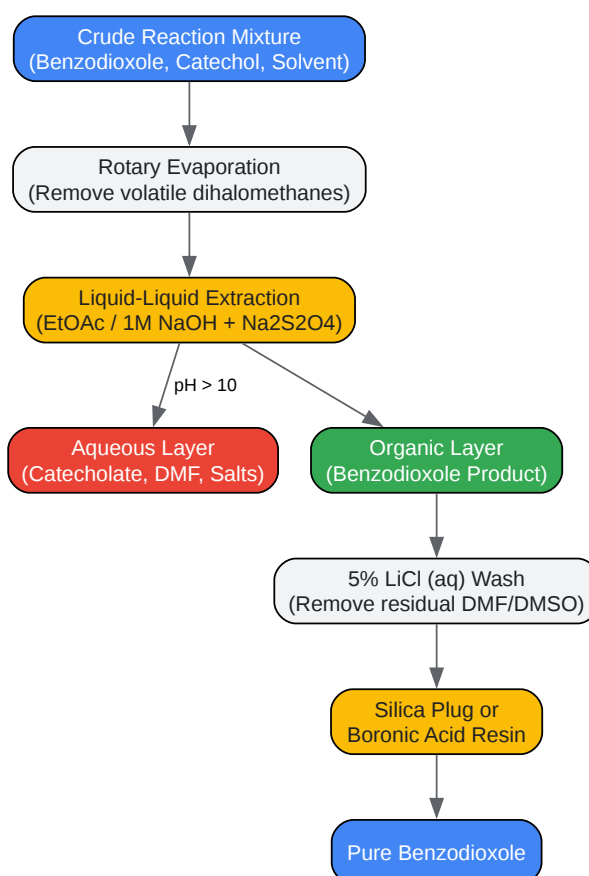 Crude Reaction Mixture
(Benzodioxole, Catechol, Solvent)
Rotary Evaporation
(Remove volatile dihalomethanes)
Liquid-Liquid Extraction
(EtOAc / 1M NaOH + Na2S2O4)
pH > 10
Aqueous Layer
(Catecholate, DMF, Salts)
Organic Layer
(Benzodioxole Product)
5% LiCl (aq) Wash
(Remove residual DMF/DMSO)
Silica Plug or
Boronic Acid Resin
Pure Benzodioxole